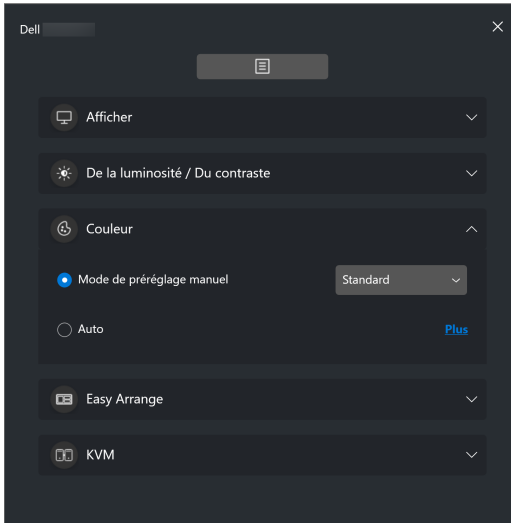 Dell
Afficher
De la luminosité / Du contraste
Couleur
Mode de préréglage manuel Standard
Auto Plus
Easy Arrange
KVM